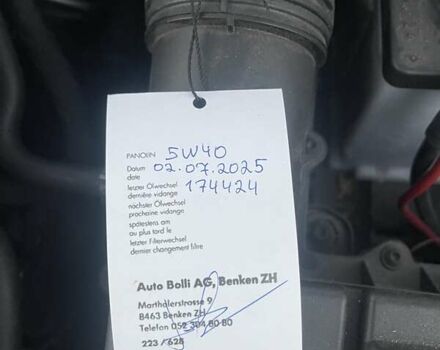 PANOLIN 5W40
Datum 02.07.2025
date
letzter Ölwechsel 174424
dernière vidange
nächster Ölwechsel
prochaine vidange
spätestens am
au plus tard le
letzter Filterwechsel
dernier changement filtre
Auto Bolli AG, Benken ZH
Marthalerstrasse 9
8463 Benken ZH
Telefon 052 304 80 80
223 / 628